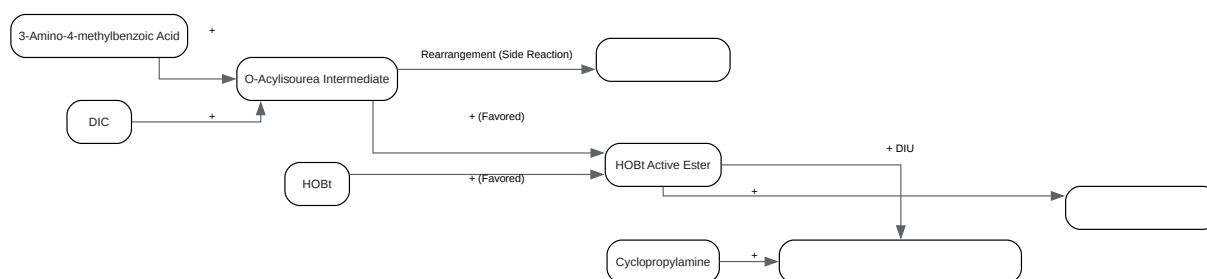 3-Amino-4-methylbenzoic Acid
+
Rearrangement (Side Reaction)
O-Acylisourea Intermediate
DIC
+
+ (Favored)
+ DIU
HOBt Active Ester
HOBt
+ (Favored)
+
Cyclopropylamine
+